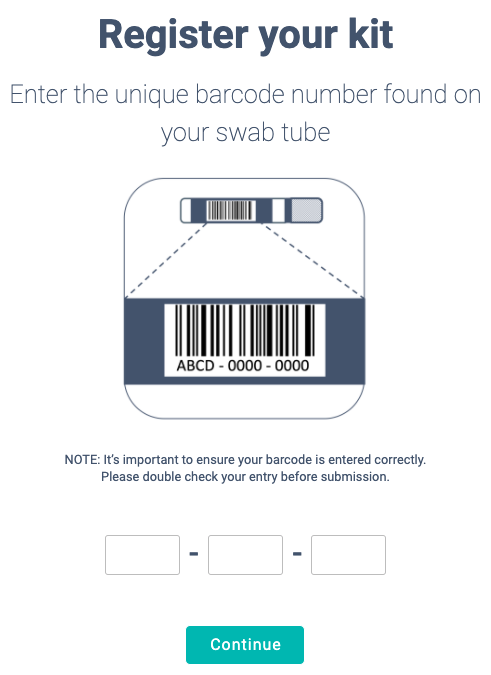 Register your kit
Enter the unique barcode number found on
your swab tube
ABCD - 0000 - 0000
NOTE: It's important to ensure your barcode is entered correctly.
Please double check your entry before submission.
- -
Continue